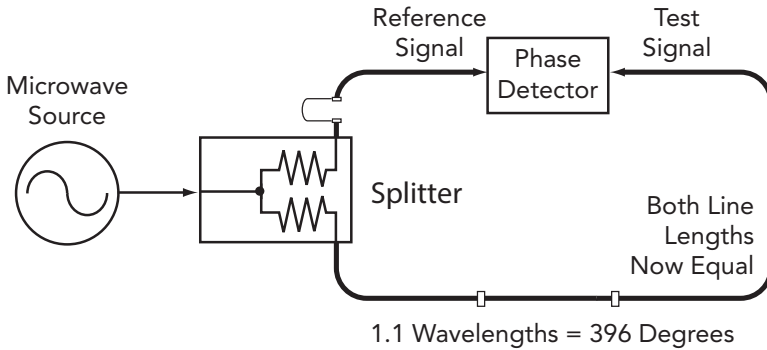 Reference
Signal
Test
Signal
Phase
Detector
Microwave
Source
Splitter
Both Line
Lengths
Now Equal
1.1 Wavelengths = 396 Degrees